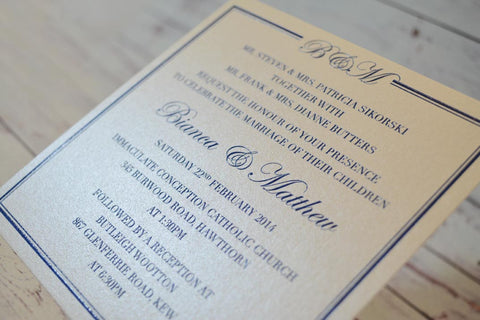 B & M
MR. STEVEN & MRS. PATRICIA SIKORSKI
TOGETHER WITH
MR. FRANK & MRS. DIANNE BUTTERS
REQUEST THE HONOUR OF YOUR PRESENCE
TO CELEBRATE THE MARRIAGE OF THEIR CHILDREN
Bianca & Matthew
SATURDAY 22ND FEBRUARY 2014
IMMACULATE CONCEPTION CATHOLIC CHURCH
345 BURWOOD ROAD, HAWTHORN
AT 1:30PM
FOLLOWED BY A RECEPTION AT
BUTLEIGH WOOTTON
867 GLENFERRIE ROAD, KEW
AT 6:30PM